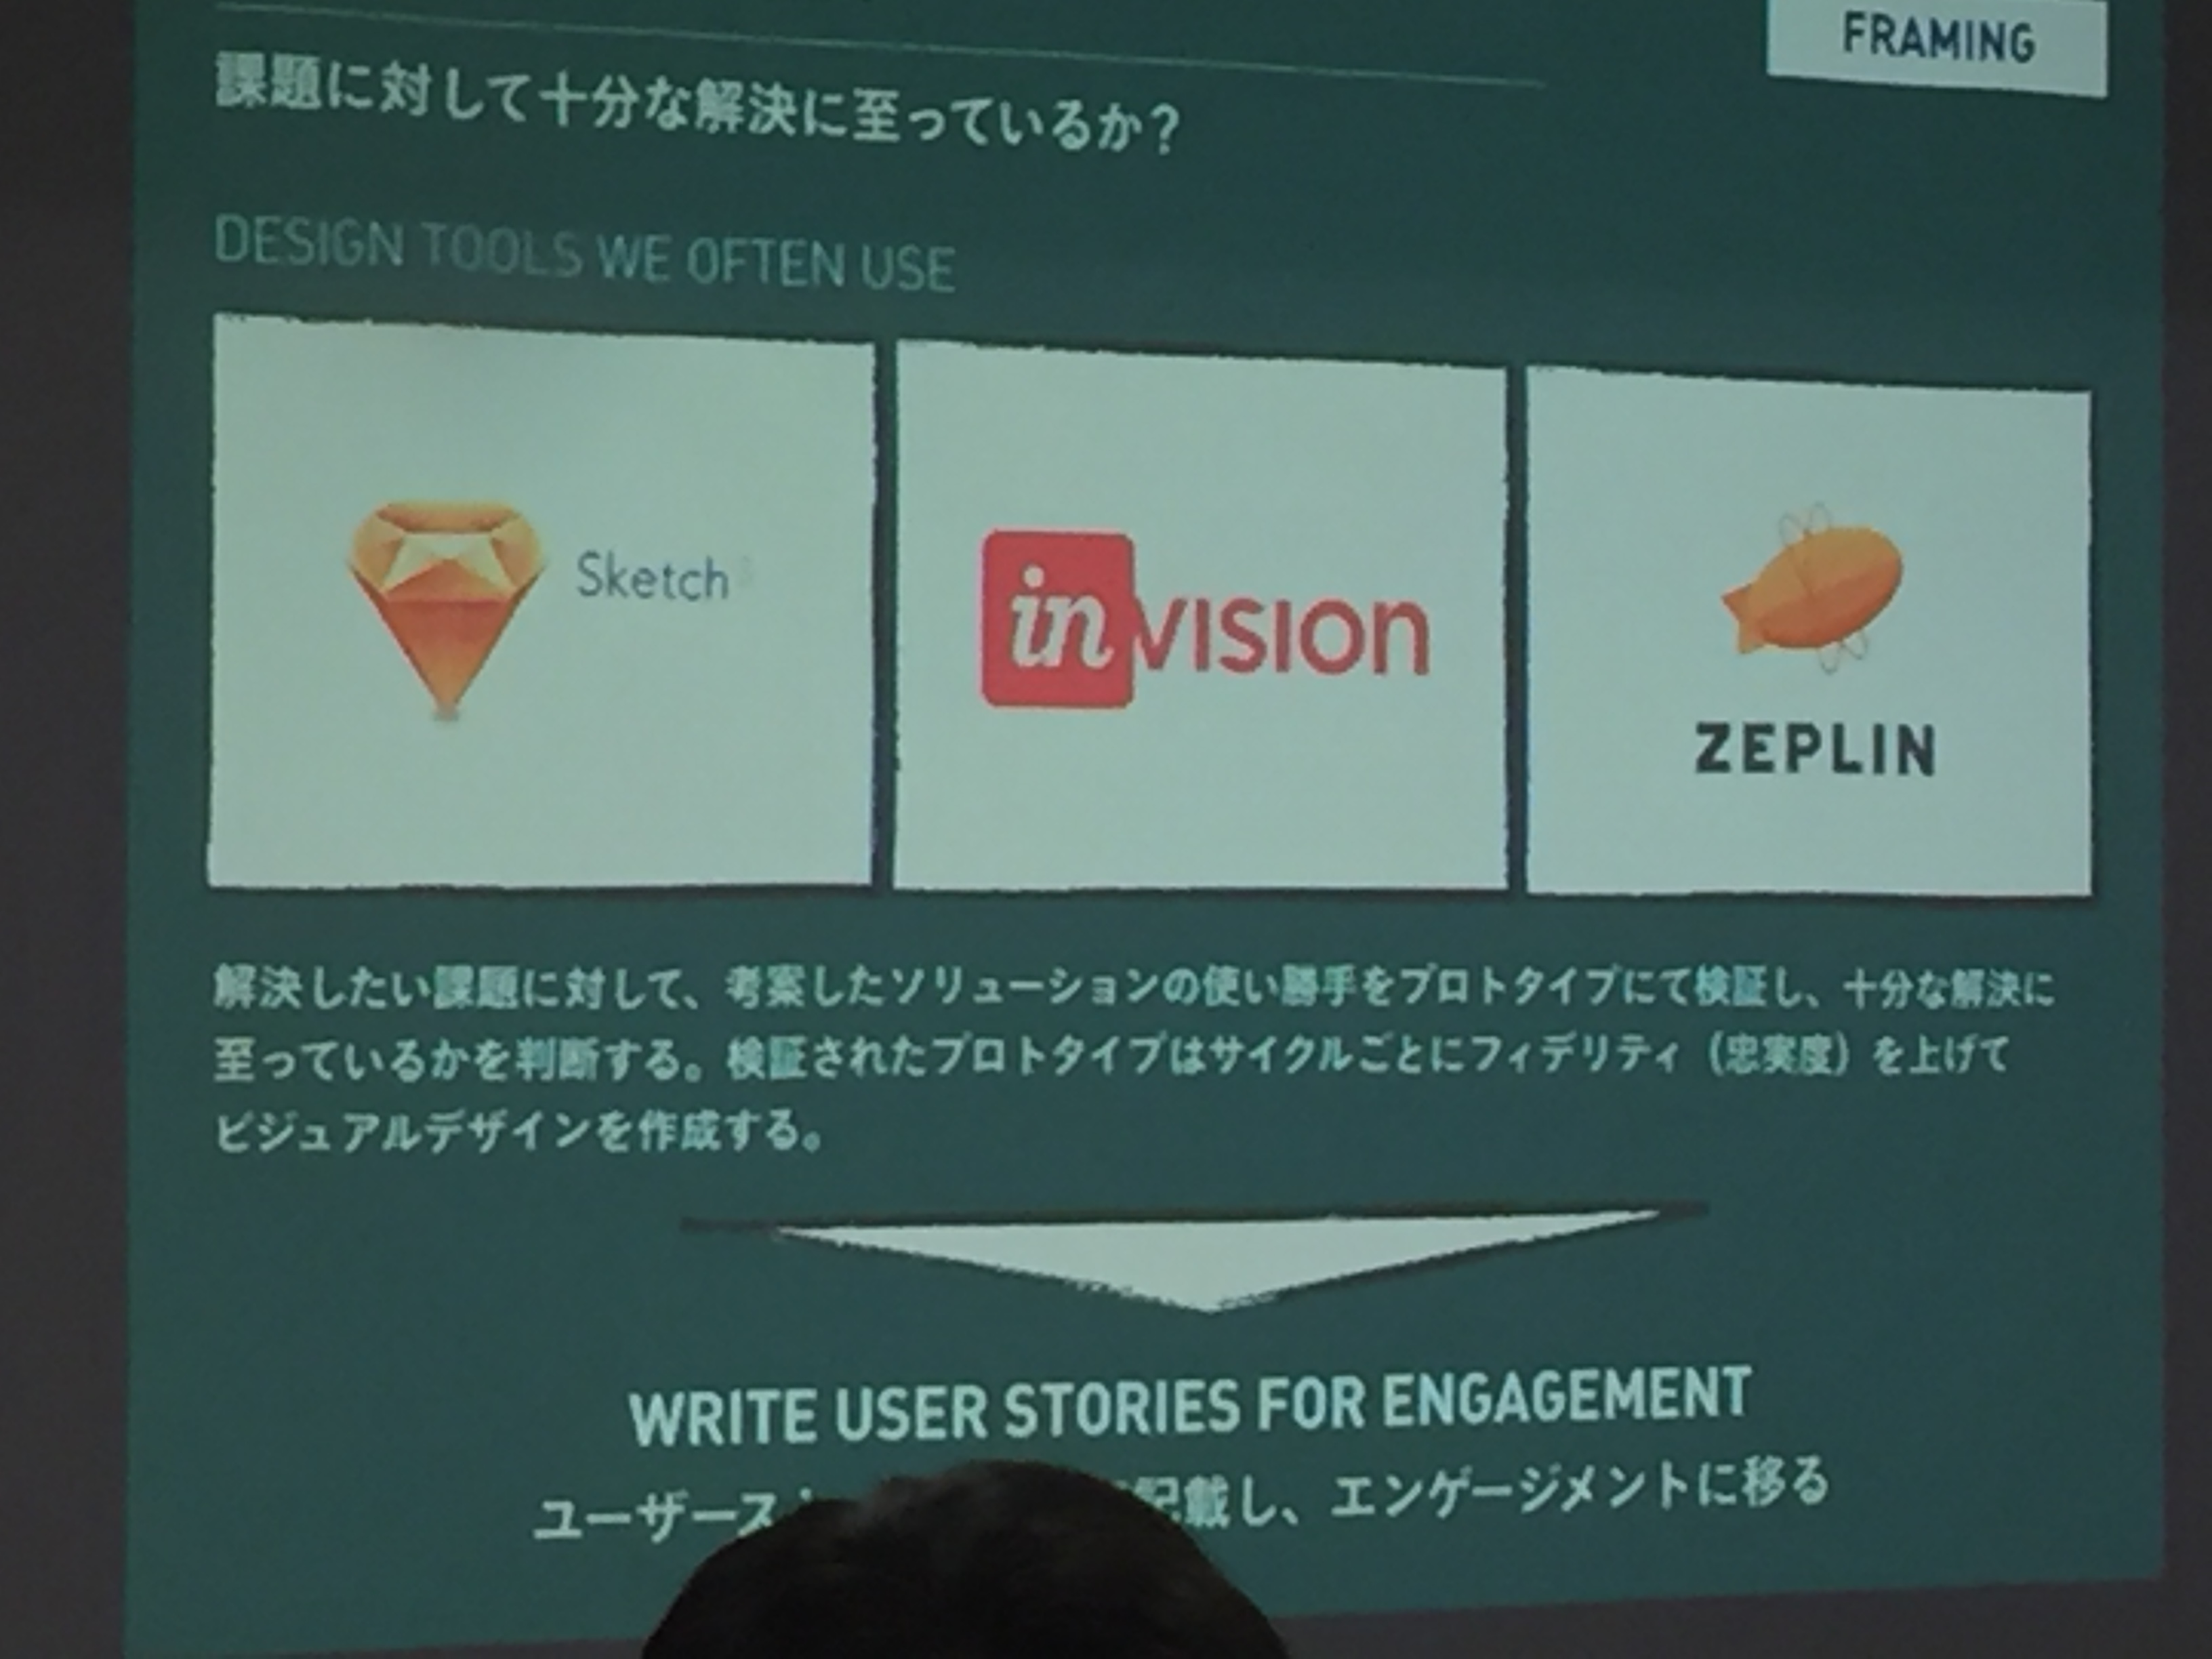 FRAMING
課題に対して十分な解決に至っているか？
DESIGN TOOLS WE OFTEN USE
Sketch
invision
ZEPLIN
解決したい課題に対して、考案したソリューションの使い勝手をプロトタイプにて検証し、十分な解決に
至っているかを判断する。検証されたプロトタイプはサイクルごとにフィデリティ（忠実度）を上げて
ビジュアルデザインを作成する。
WRITE USER STORIES FOR ENGAGEMENT
ユーザース 記載し、エンゲージメントに移る